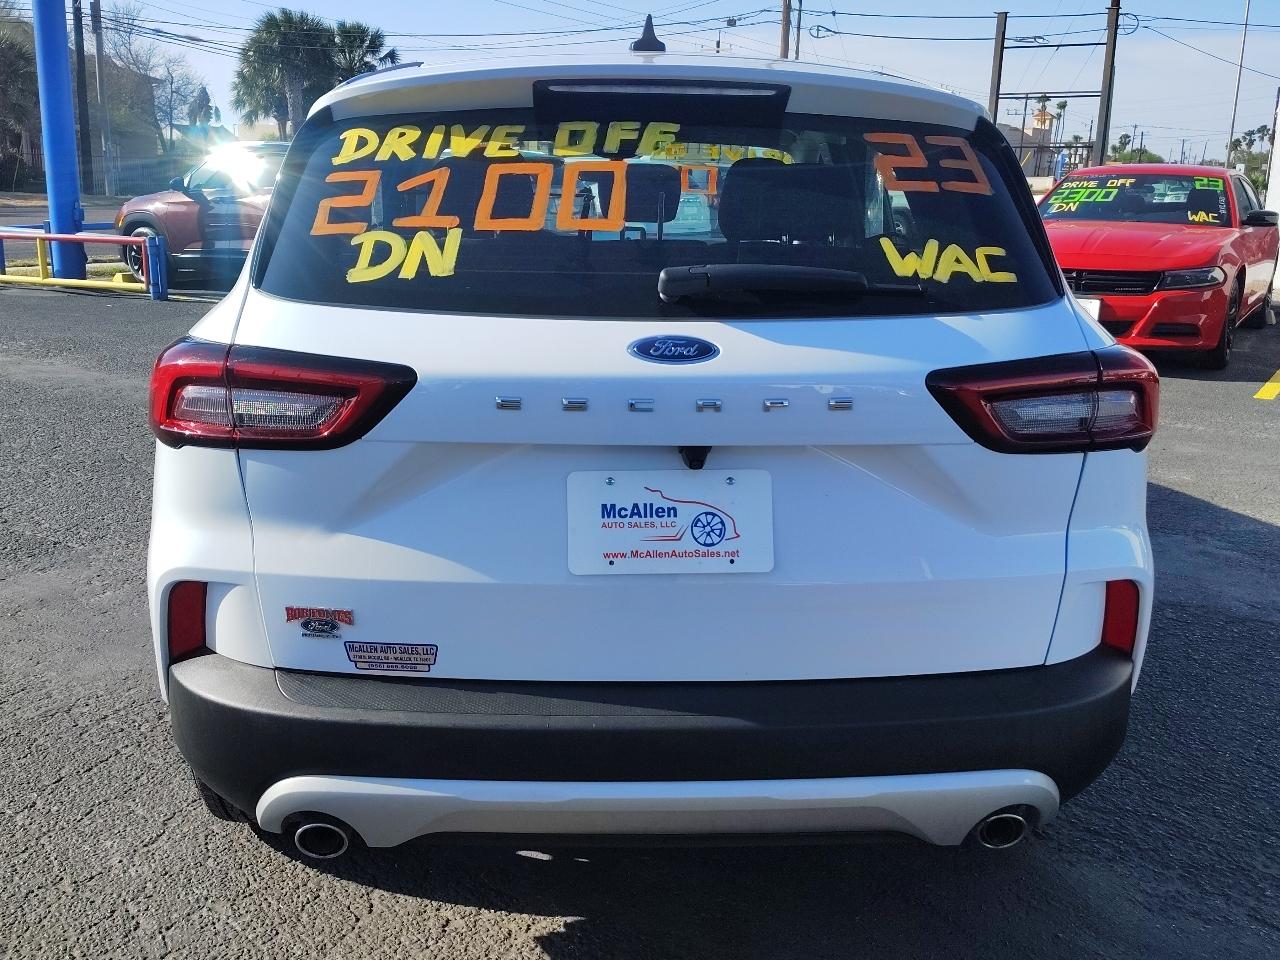 DRIVE OFF
2100
23
DN
WAC
Ford
ESCAPE
McAllen
AUTO SALES, LLC
www.McAllenAutoSales.net
Ford
McALLEN AUTO SALES, LLC
DRIVE OFF
23
2300
DN
WAC